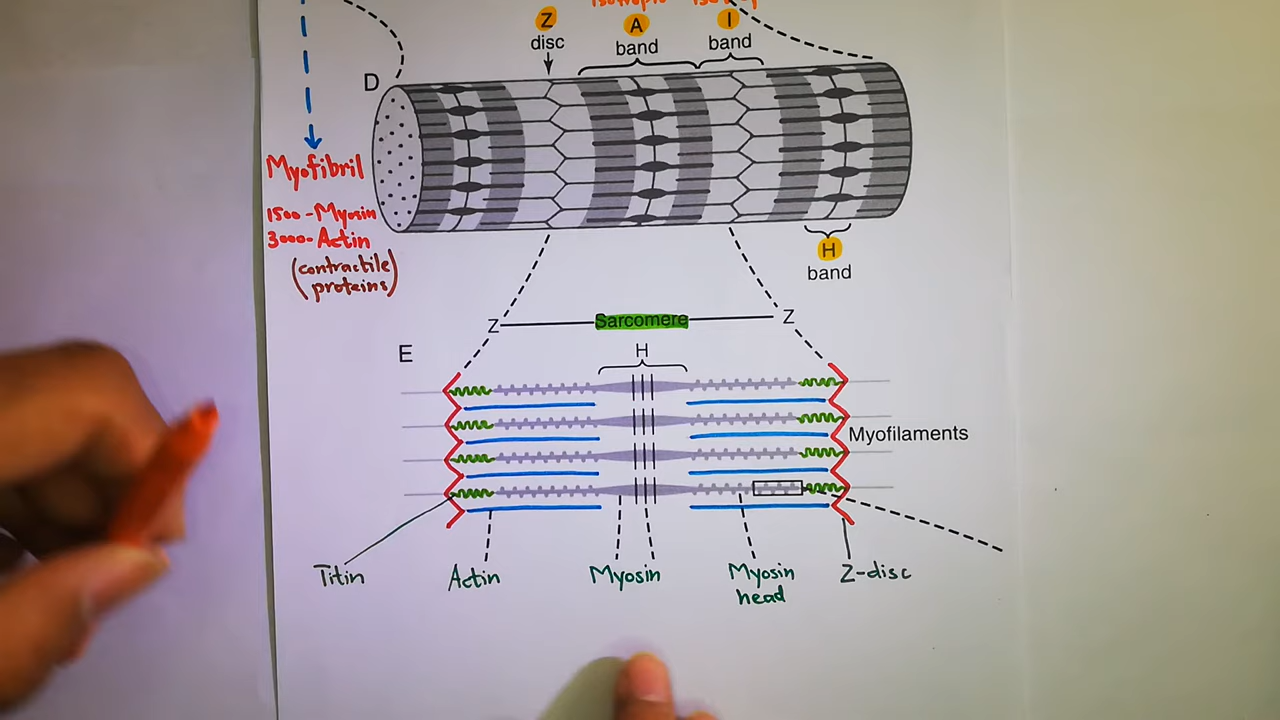 Z
disc
A
band
I
band
D
Myofibril
1500-Myosin
3000-Actin
(contractile
proteins)
H
band
Z
Sarcomere
Z
E
H
Myofilaments
Titin
Actin
Myosin
Myosin
head
Z-disc